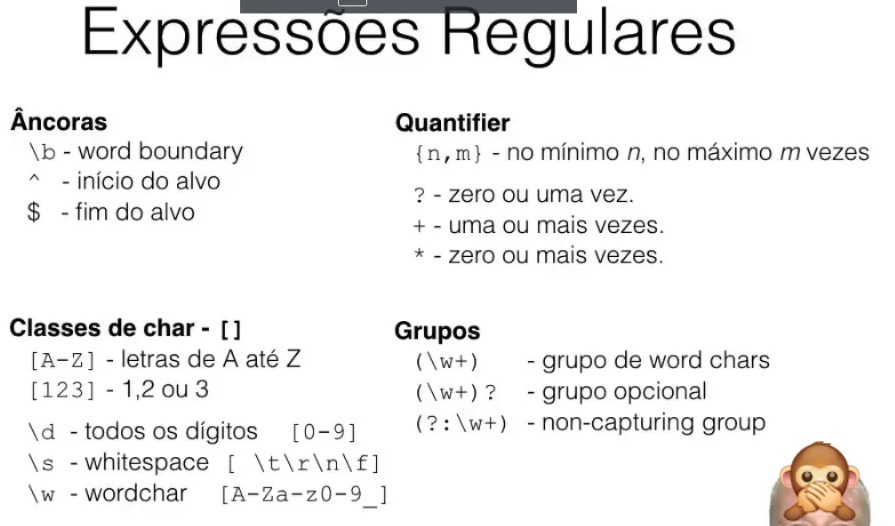 Expressões Regulares
Âncoras
\b - word boundary
^ - início do alvo
$ - fim do alvo
Quantifier
{n,m} - no mínimo n, no máximo m vezes
? - zero ou uma vez.
+ - uma ou mais vezes.
* - zero ou mais vezes.
Classes de char - []
[A-Z] - letras de A até Z
[123] - 1,2 ou 3
\d - todos os dígitos [0-9]
\s - whitespace [ \t\r\n\f]
\w - wordchar [A-Za-z0-9_]
Grupos
(\w+) - grupo de word chars
(\w+)? - grupo opcional
(?:\w+) - non-capturing group